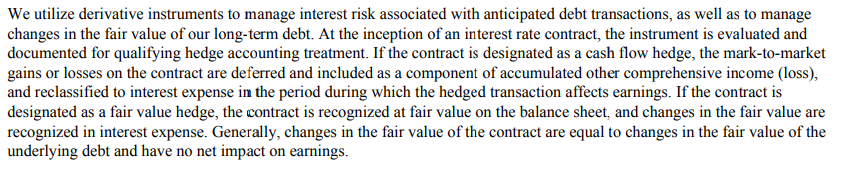 We utilize derivative instruments to manage interest risk associated with anticipated debt transactions, as well as to manage
changes in the fair value of our long-term debt. At the inception of an interest rate contract, the instrument is evaluated and
documented for qualifying hedge accounting treatment. If the contract is designated as a cash flow hedge, the mark-to-market
gains or losses on the contract are deferred and included as a component of accumulated other comprehensive income (loss),
and reclassified to interest expense in the period during which the hedged transaction affects earnings. If the contract is
designated as a fair value hedge, the contract is recognized at fair value on the balance sheet, and changes in the fair value are
recognized in interest expense. Generally, changes in the fair value of the contract are equal to changes in the fair value of the
underlying debt and have no net impact on earnings.